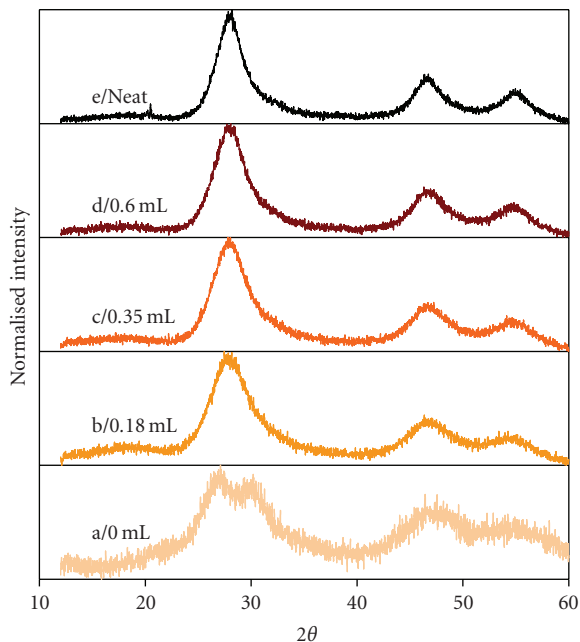 e/Neat
d/0.6 mL
c/0.35 mL
b/0.18 mL
a/0 mL
Normalised intensity
10 20 30 40 50 60
2θ